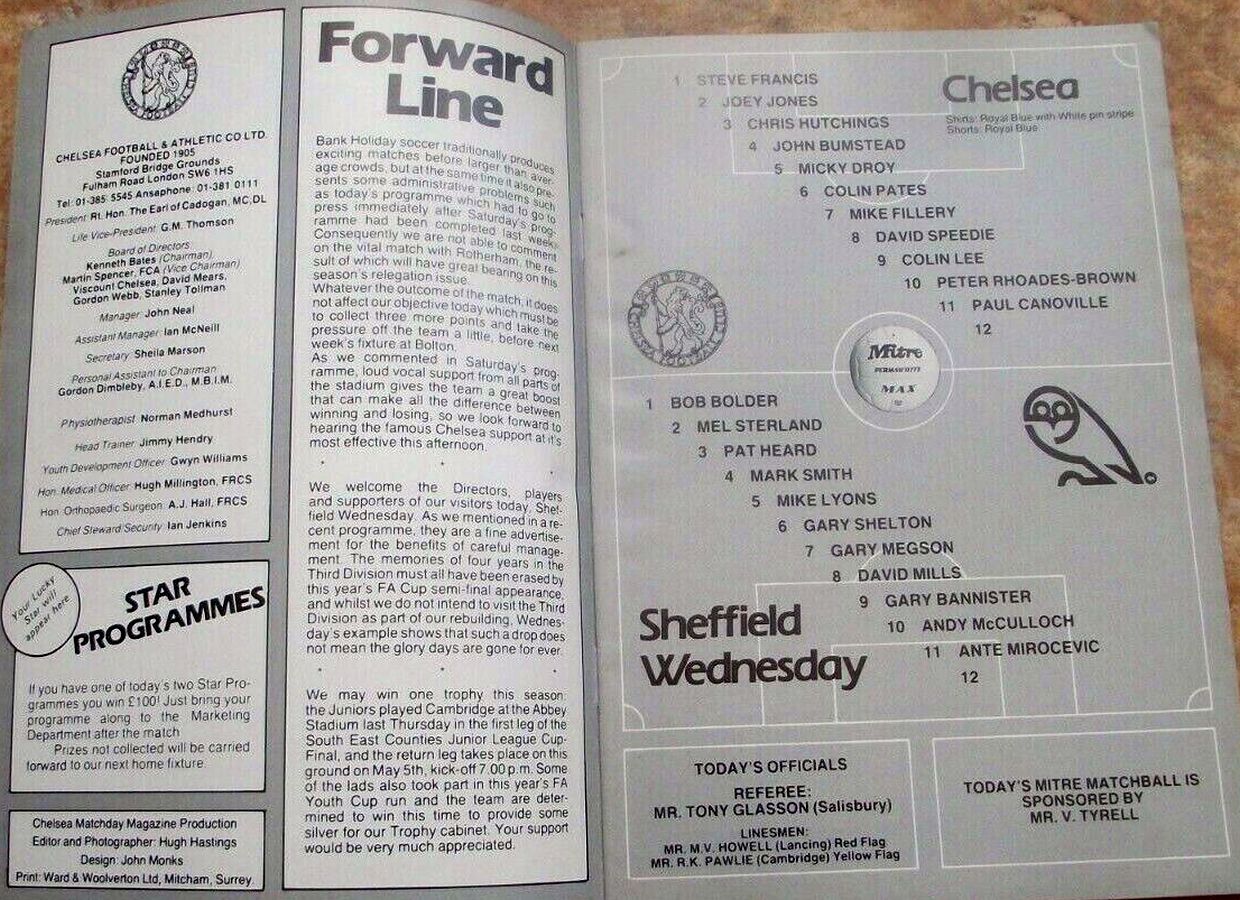 CHELSEA FOOTBALL & ATHLETIC CO LTD.
FOUNDED 1905
Stamford Bridge Grounds
Fulham Road London SW6 1HS
Tel: 01-385 5545 Ansaphone: 01-381 0111
President: Rt. Hon. The Earl of Cadogan, MC,DL
Life Vice-President: G.M. Thomson
Board of Directors
Kenneth Bates (Chairman),
Martin Spencer, FCA (Vice Chairman)
Viscount Chelsea, David Mears,
Gordon Webb, Stanley Tollman
Manager: John Neal
Assistant Manager: Ian McNeill
Secretary: Sheila Marson
Personal Assistant to Chairman
Gordon Dimbleby, A.I.E.D., M.B.I.M.
Physiotherapist: Norman Medhurst
Head Trainer: Jimmy Hendry
Youth Development Officer: Gwyn Williams
Hon. Medical Officer: Hugh Millington, FRCS
Hon. Orthopaedic Surgeon: A.J. Hall, FRCS
Chief Steward/Security: Ian Jenkins
Your Lucky
Star will
appear here
STAR
PROGRAMMES
If you have one of today's two Star Pro-
grammes you win £100! Just bring your
programme along to the Marketing
Department after the match
Prizes not collected will be carried
forward to our next home fixture.
Chelsea Matchday Magazine Production
Editor and Photographer: Hugh Hastings
Design: John Monks
Print: Ward & Woolverton Ltd, Mitcham, Surrey.
Forward
Line
Bank Holiday soccer traditionally produces
exciting matches before larger than aver-
age crowds, but at the same time it also pre-
sents some administrative problems such
as today's programme which had to go to
press immediately after Saturday's prog-
ramme had been completed last week.
Consequently we are not able to comment
on the vital match with Rotherham, the re-
sult of which will have great bearing on this
season's relegation issue.
Whatever the outcome of the match, it does
not affect our objective today which must be
to collect three more points and take the
pressure off the team a little, before next
week's fixture at Bolton.
As we commented in Saturday's prog-
ramme, loud vocal support from all parts of
the stadium gives the team a great boost
that can make all the difference between
winning and losing, so we look forward to
hearing the famous Chelsea support at it's
most effective this afternoon.
We welcome the Directors, players
and supporters of our visitors today, Shef-
field Wednesday. As we mentioned in a re-
cent programme, they are a fine advertise-
ment for the benefits of careful manage-
ment. The memories of four years in the
Third Division must all have been erased by
this year's FA Cup semi-final appearance,
and whilst we do not intend to visit the Third
Division as part of our rebuilding, Wednes-
day's example shows that such a drop does
not mean the glory days are gone for ever.
We may win one trophy this season:
the Juniors played Cambridge at the Abbey
Stadium last Thursday in the first leg of the
South East Counties Junior League Cup-
Final, and the return leg takes place on this
ground on May 5th, kick-off 7.00 p.m. Some
of the lads also took part in this year's FA
Youth Cup run and the team are deter-
mined to win this time to provide some
silver for our Trophy cabinet. Your support
would be very much appreciated.
Chelsea
Shirts: Royal Blue with White pin stripe
Shorts: Royal Blue
1 STEVE FRANCIS
2 JOEY JONES
3 CHRIS HUTCHINGS
4 JOHN BUMSTEAD
5 MICKY DROY
6 COLIN PATES
7 MIKE FILLERY
8 DAVID SPEEDIE
9 COLIN LEE
10 PETER RHOADES-BROWN
11 PAUL CANOVILLE
12
Mitre
PERMAWHITE
MAX
1 BOB BOLDER
2 MEL STERLAND
3 PAT HEARD
4 MARK SMITH
5 MIKE LYONS
6 GARY SHELTON
7 GARY MEGSON
8 DAVID MILLS
9 GARY BANNISTER
10 ANDY McCULLOCH
11 ANTE MIROCEVIC
12
Sheffield
Wednesday
TODAY'S OFFICIALS
REFEREE:
MR. TONY GLASSON (Salisbury)
LINESMEN:
MR. M.V. HOWELL (Lancing) Red Flag
MR. R.K. PAWLIE (Cambridge) Yellow Flag
TODAY'S MITRE MATCHBALL IS
SPONSORED BY
MR. V. TYRELL